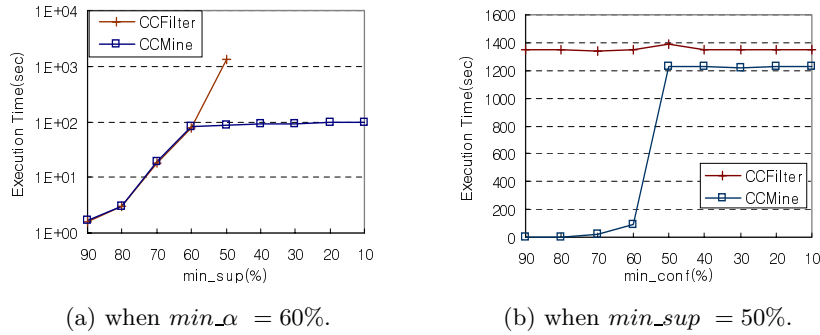 CCFilter
CCMine
Execution Time(sec)
1E+04
1E+03
1E+02
1E+01
1E+00
90 80 70 60 50 40 30 20 10
min_sup(%)
(a) when min_α = 60%.
Execution Time(sec)
1600
1400
1200
1000
800
600
400
200
0
CCFilter
CCMine
90 80 70 60 50 40 30 20 10
min_conf(%)
(b) when min_sup = 50%.